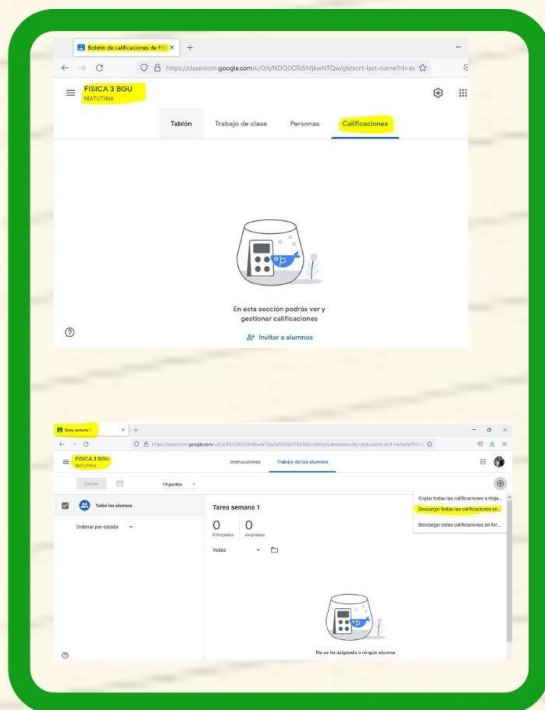 Boletín de calificaciones de FISI
https://classroom.google.com/u/0/c/NDQ0OTc5MjkwNTQw/gb/sort-last-name?hl=es
FISICA 3 BGU
MATUTINA
Tablón Trabajo de clase Personas Calificaciones
En esta sección podrás ver y
gestionar calificaciones
Invitar a alumnos
Tarea semana 1
FISICA 3 BGU
MATUTINA
Instrucciones Trabajo de los alumnos
Enviar 10 puntos
Todos los alumnos
Ordenar por estado
Tarea semana 1
0 0
Entregadas Asignadas
Todas
Copiar todas las calificaciones a Hoja...
Descargar todas las calificaciones en...
Descargar estas calificaciones en for...
No se ha asignado a ningún alumno